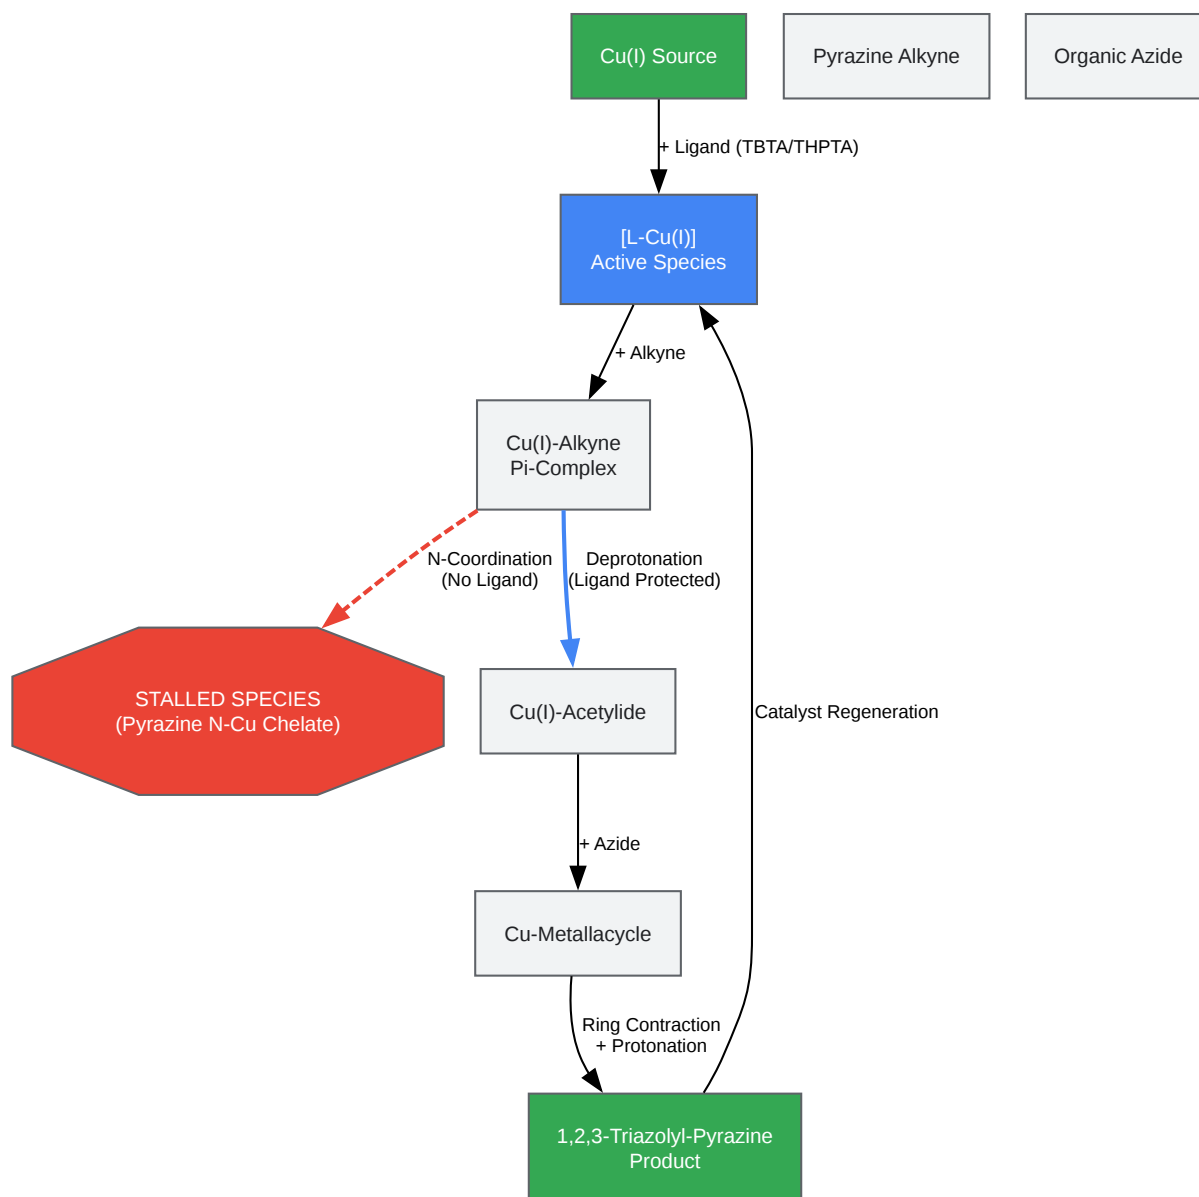 Cu(I) Source
Pyrazine Alkyne
Organic Azide
+ Ligand (TBTA/THPTA)
[L-Cu(I)]
Active Species
+ Alkyne
Cu(I)-Alkyne
Pi-Complex
N-Coordination
(No Ligand)
Deprotonation
(Ligand Protected)
STALLED SPECIES
(Pyrazine N-Cu Chelate)
Cu(I)-Acetylide
Catalyst Regeneration
+ Azide
Cu-Metallacycle
Ring Contraction
+ Protonation
1,2,3-Triazolyl-Pyrazine
Product